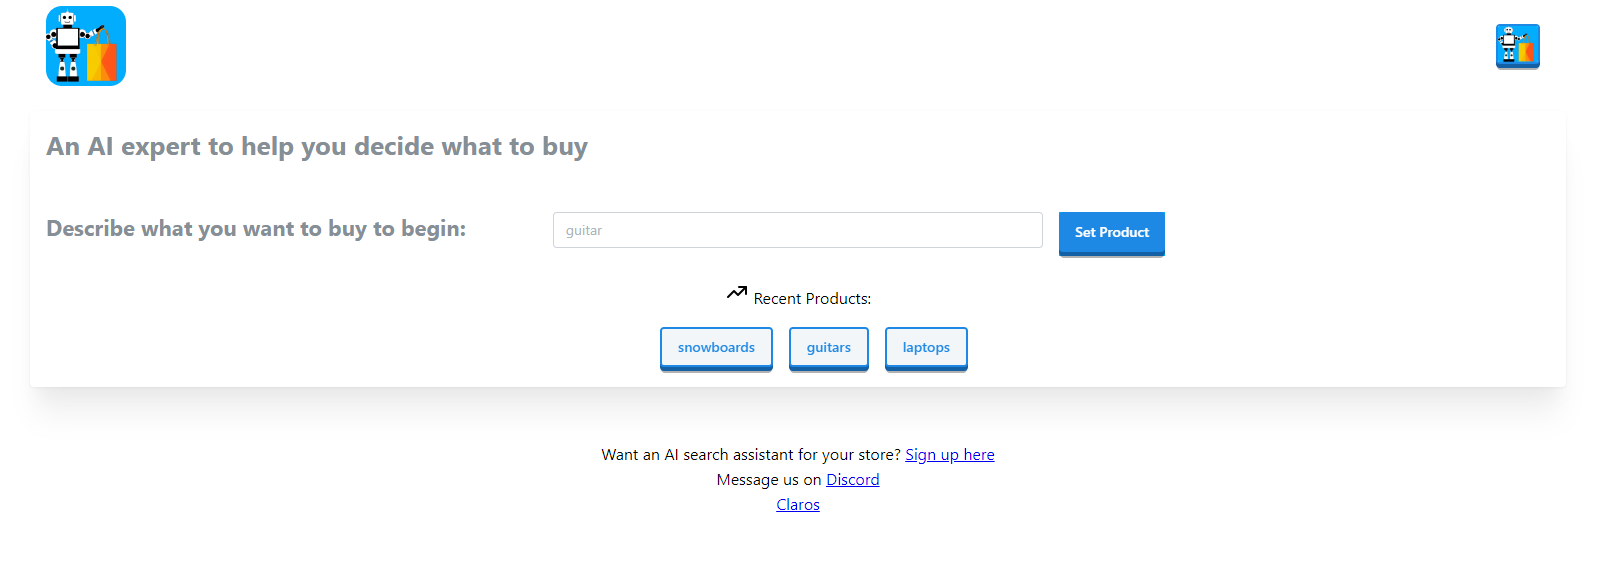 An AI expert to help you decide what to buy
Describe what you want to buy to begin:
guitar
Set Product
Recent Products:
snowboards
guitars
laptops
Want an AI search assistant for your store? Sign up here
Message us on Discord
Claros